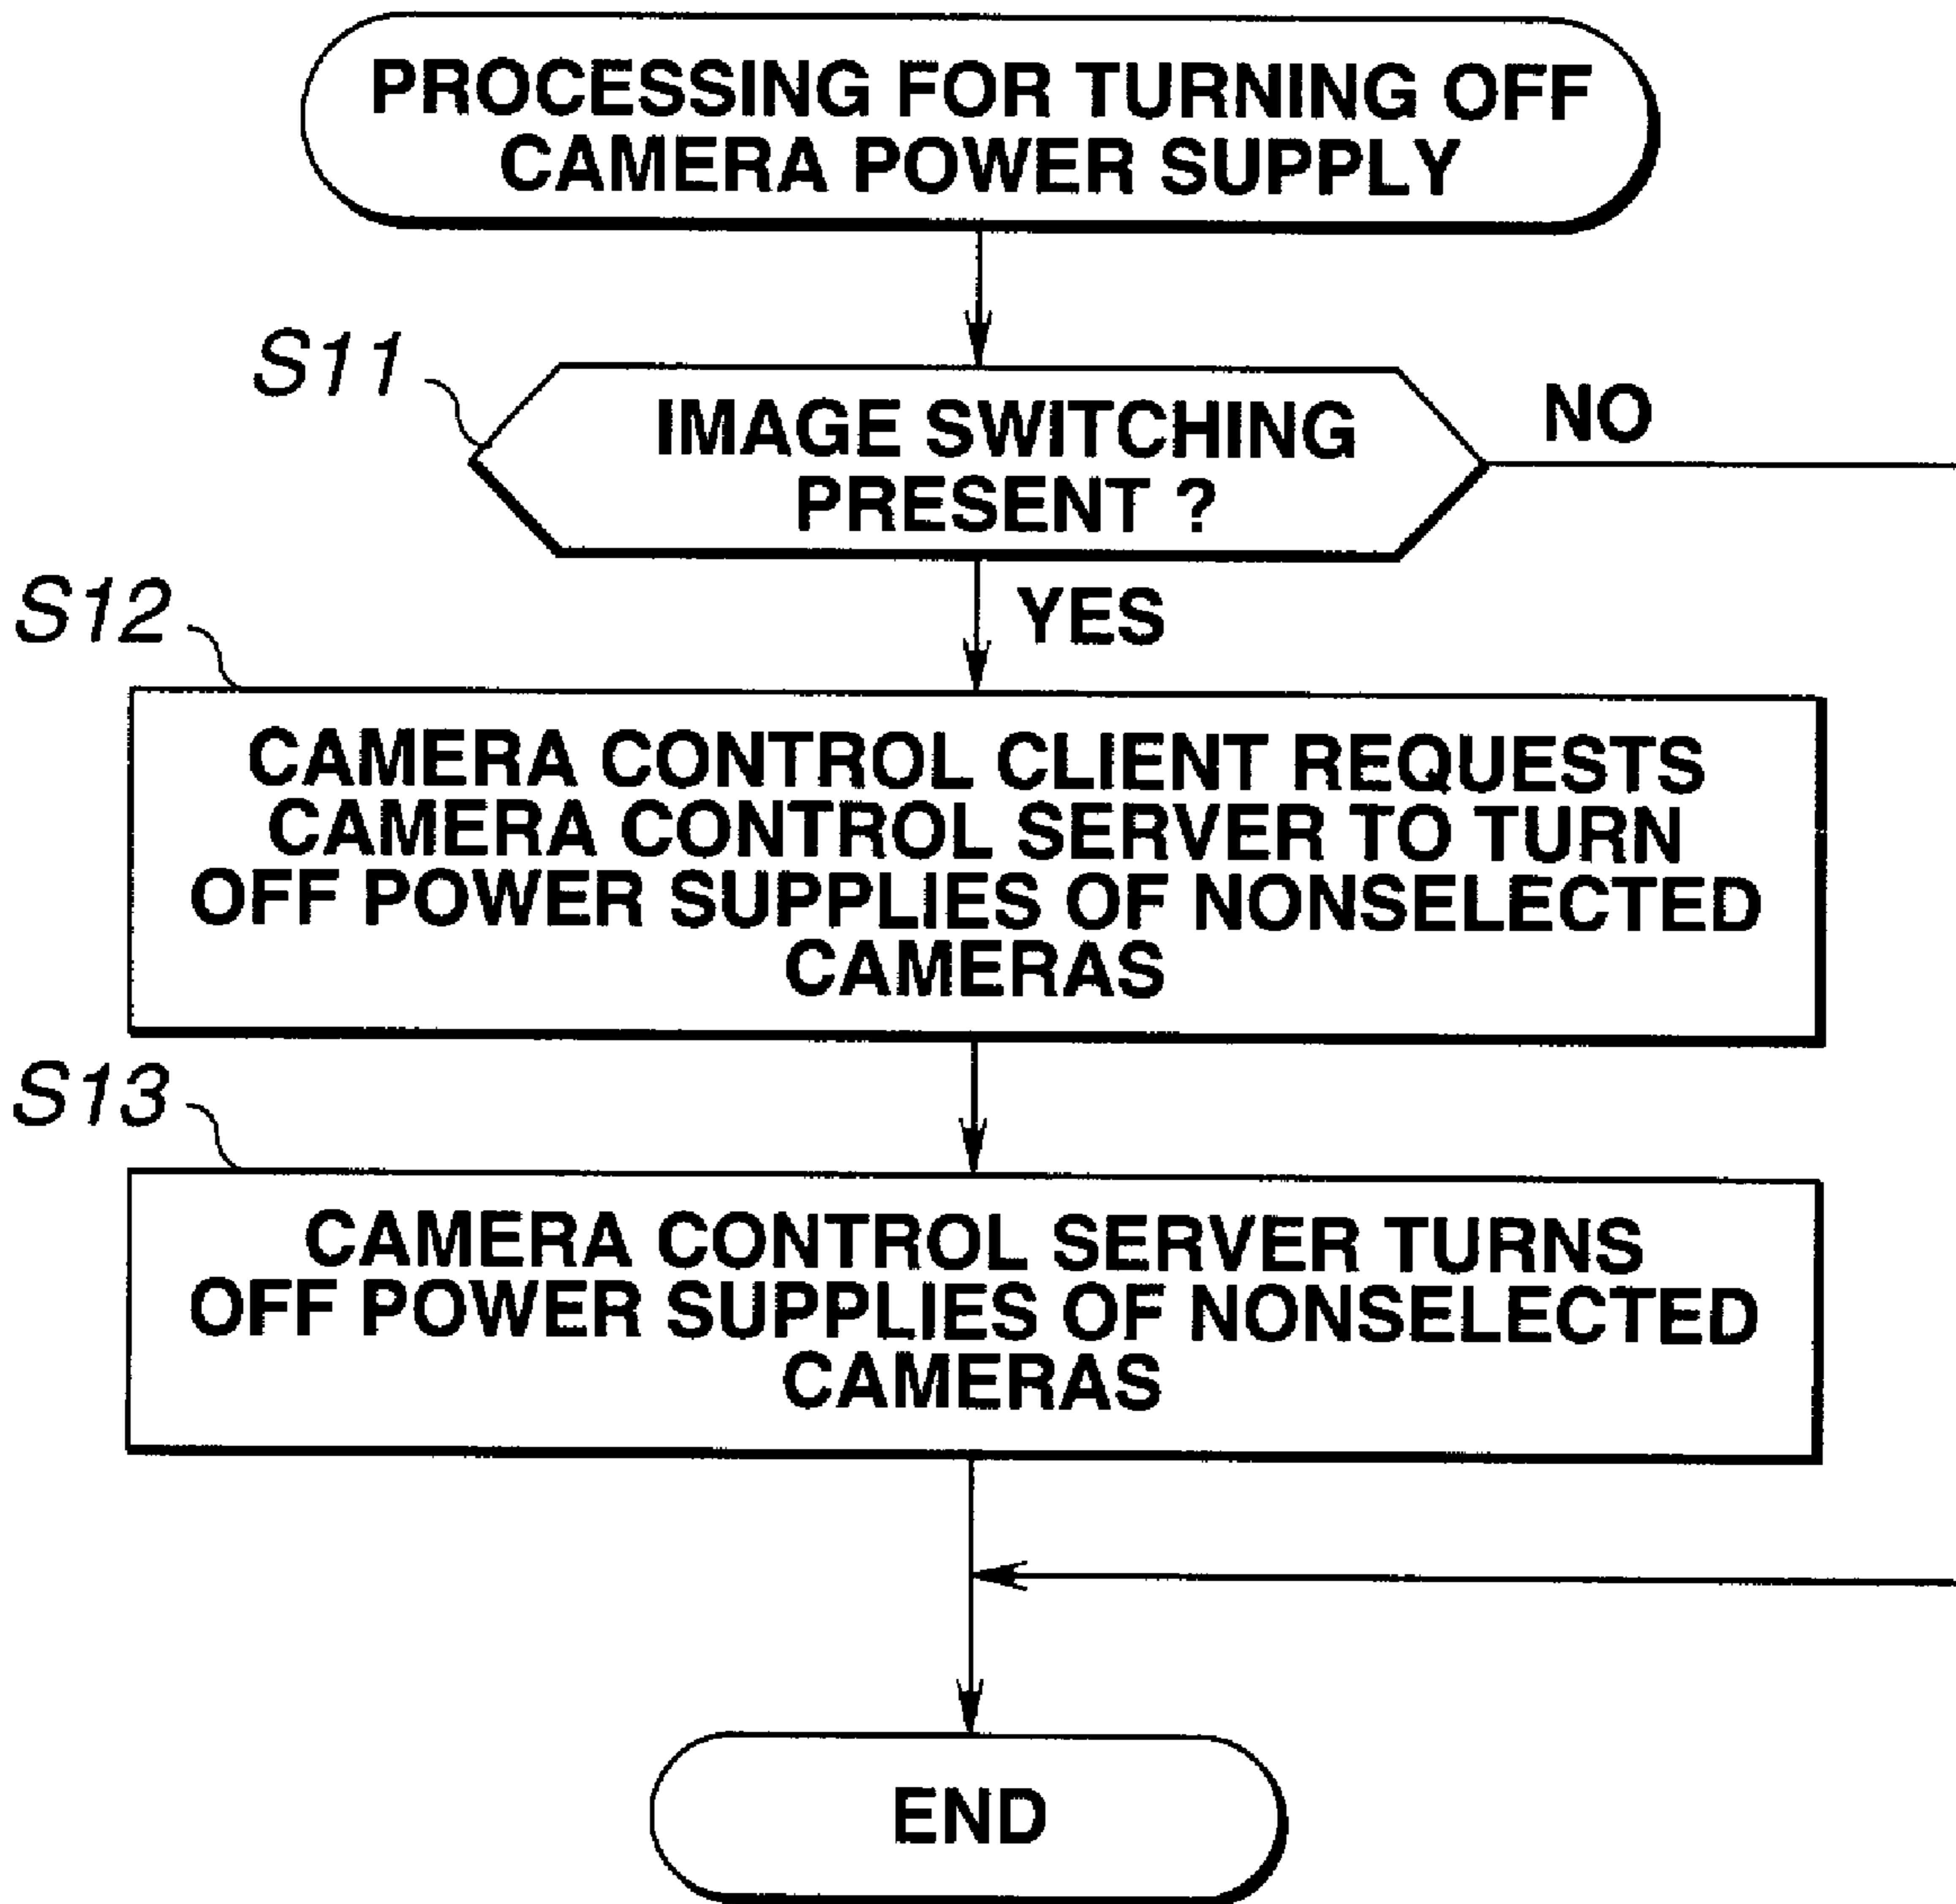 PROCESSING FOR TURNING OFF
CAMERA POWER SUPPLY
S11
IMAGE SWITCHING
PRESENT ?
NO
YES
S12
CAMERA CONTROL CLIENT REQUESTS
CAMERA CONTROL SERVER TO TURN
OFF POWER SUPPLIES OF NONSELECTED
CAMERAS
S13
CAMERA CONTROL SERVER TURNS
OFF POWER SUPPLIES OF NONSELECTED
CAMERAS
END